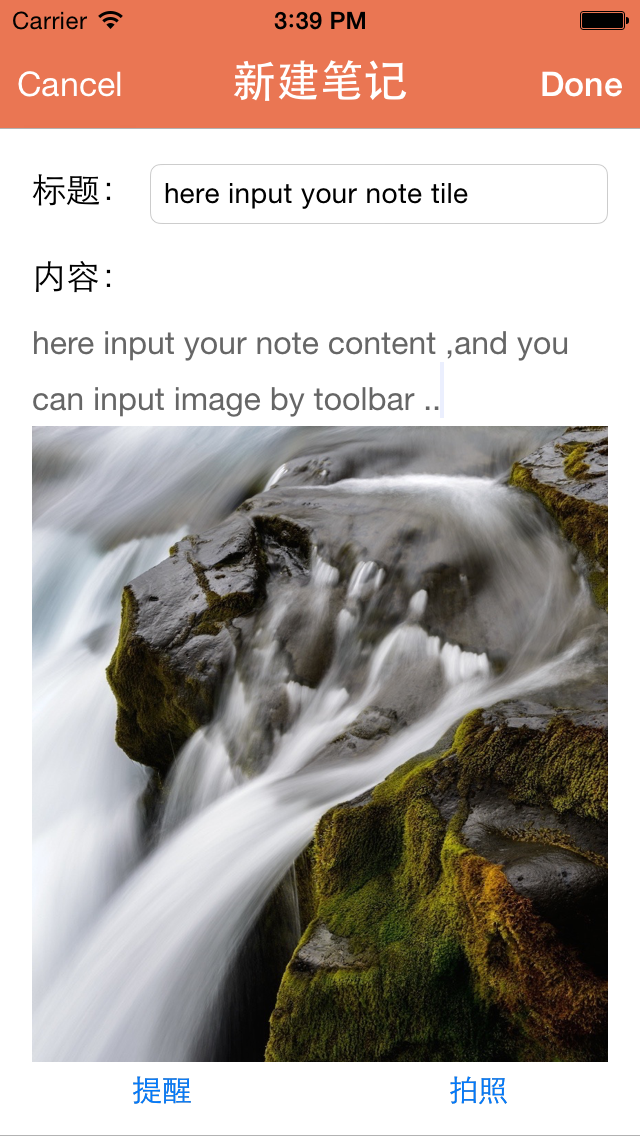 Carrier 3:39 PM
Cancel 新建笔记 Done
标题： here input your note tile
内容：
here input your note content ,and you
can input image by toolbar ..
提醒 拍照